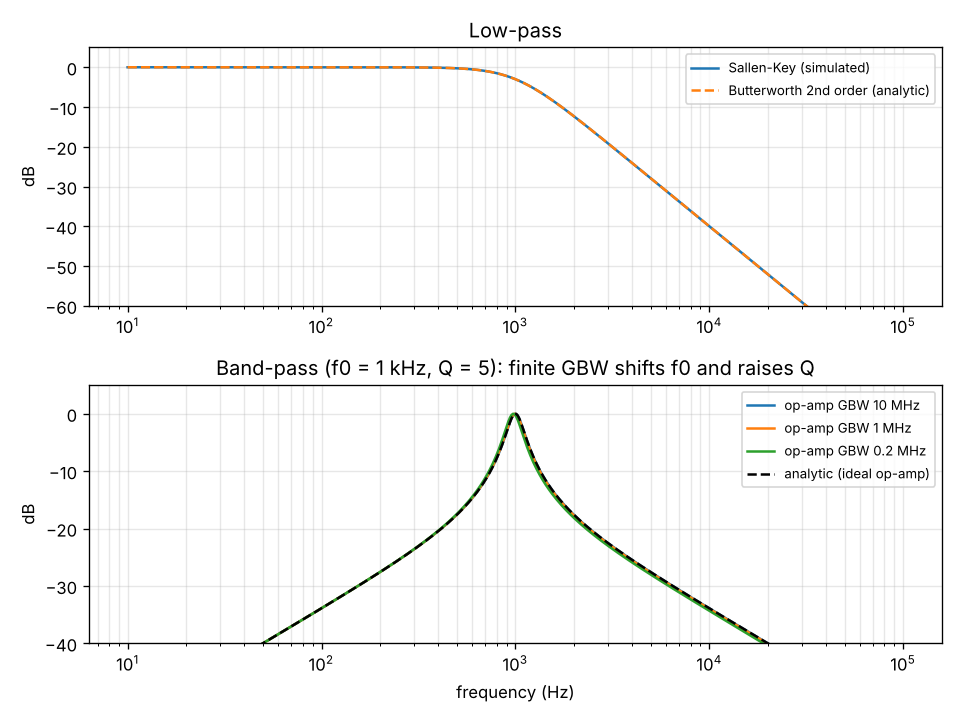 Low-pass
dB
0
−10
−20
−30
−40
−50
−60
Sallen-Key (simulated)
Butterworth 2nd order (analytic)
10¹ 10² 10³ 10⁴ 10⁵
Band-pass (f0 = 1 kHz, Q = 5): finite GBW shifts f0 and raises Q
dB
0
−10
−20
−30
−40
op-amp GBW 10 MHz
op-amp GBW 1 MHz
op-amp GBW 0.2 MHz
analytic (ideal op-amp)
10¹ 10² 10³ 10⁴ 10⁵
frequency (Hz)